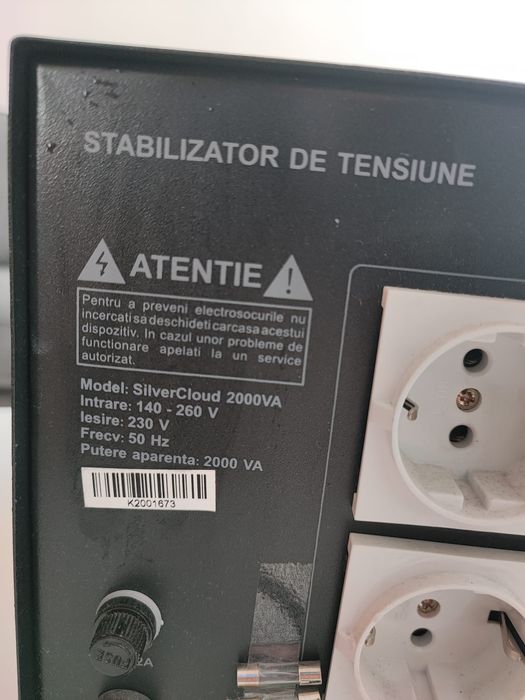 STABILIZATOR DE TENSIUNE
ATENTIE
Pentru a preveni electrosocurile nu
incercati sa deschideti carcasa acestui
dispozitiv. In cazul unor probleme de
functionare apelati la un service
autorizat.
Model: SilverCloud 2000VA
Intrare: 140 - 260 V
Iesire: 230 V
Frecv: 50 Hz
Putere aparenta: 2000 VA
K2001673
FUSE